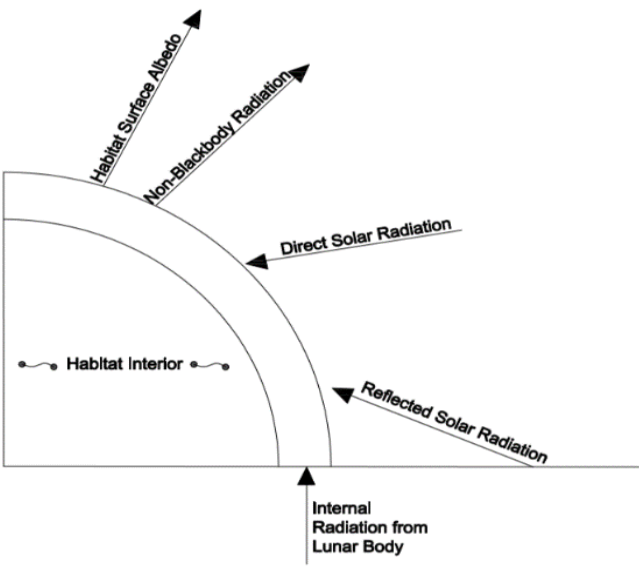 Habitat Surface Albedo
Non-Blackbody Radiation
Direct Solar Radiation
Habitat Interior
Reflected Solar Radiation
Internal
Radiation from
Lunar Body